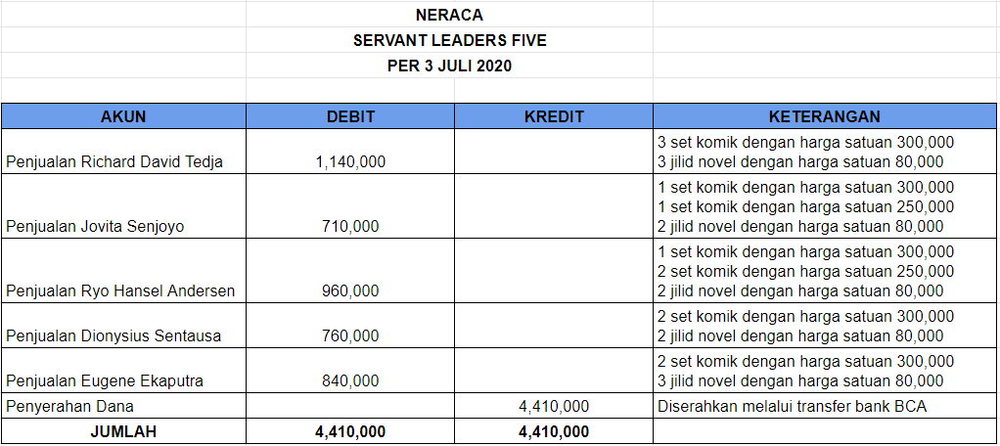 NERACA
SERVANT LEADERS FIVE
PER 3 JULI 2020
AKUN DEBIT KREDIT KETERANGAN
3 set komik dengan harga satuan 300,000
Penjualan Richard David Tedja 1,140,000 3 jilid novel dengan harga satuan 80,000
1 set komik dengan harga satuan 300,000
1 set komik dengan harga satuan 250,000
Penjualan Jovita Senjoyo 710,000 2 jilid novel dengan harga satuan 80,000
1 set komik dengan harga satuan 300,000
2 set komik dengan harga satuan 250,000
Penjualan Ryo Hansel Andersen 960,000 2 jilid novel dengan harga satuan 80,000
2 set komik dengan harga satuan 300,000
Penjualan Dionysius Sentausa 760,000 2 jilid novel dengan harga satuan 80,000
2 set komik dengan harga satuan 300,000
Penjualan Eugene Ekaputra 840,000 3 jilid novel dengan harga satuan 80,000
Penyerahan Dana 4,410,000 Diserahkan melalui transfer bank BCA
JUMLAH 4,410,000 4,410,000